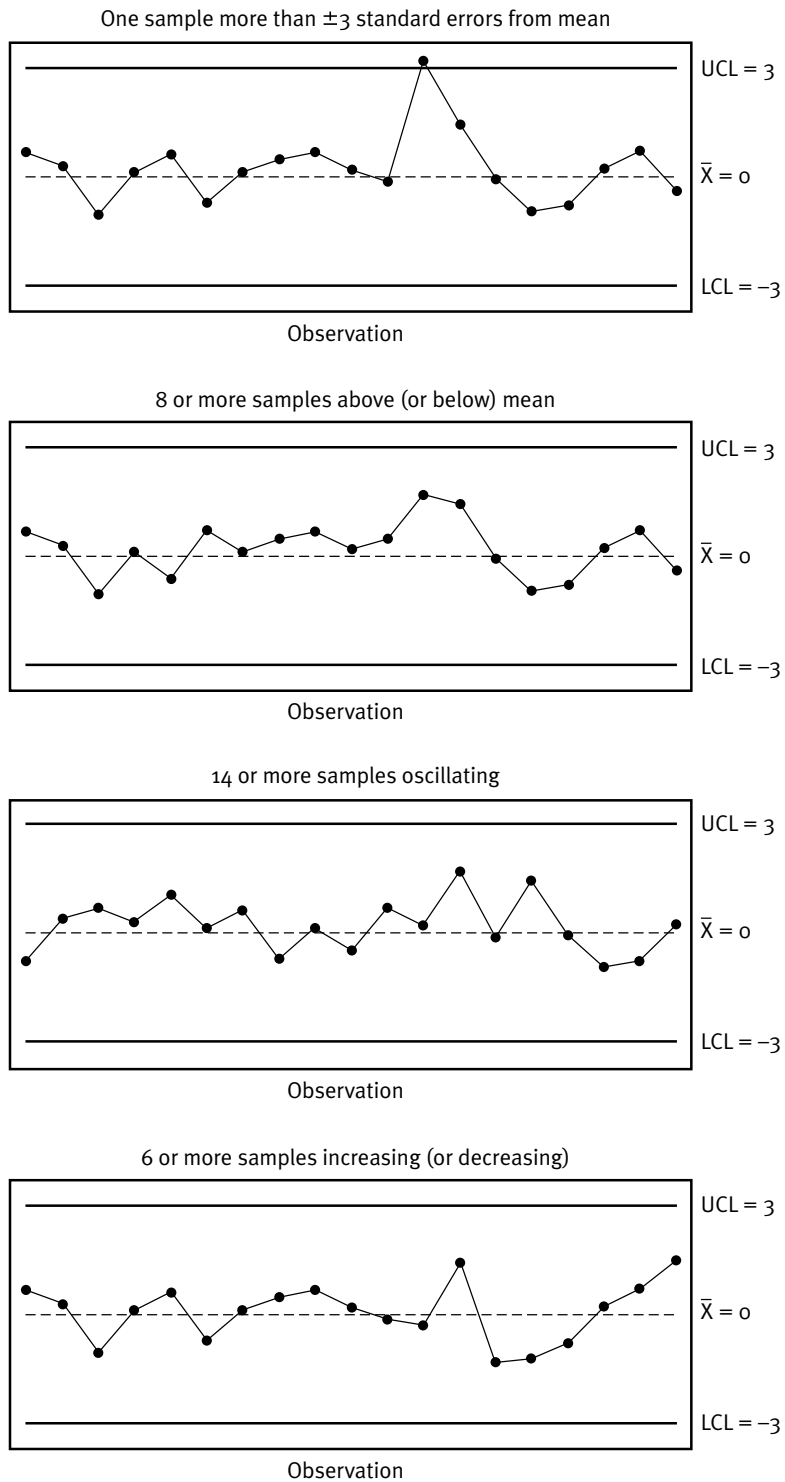 One sample more than ±3 standard errors from mean
UCL = 3
X̄ = 0
LCL = –3
Observation
8 or more samples above (or below) mean
UCL = 3
X̄ = 0
LCL = –3
Observation
14 or more samples oscillating
UCL = 3
X̄ = 0
LCL = –3
Observation
6 or more samples increasing (or decreasing)
UCL = 3
X̄ = 0
LCL = –3
Observation